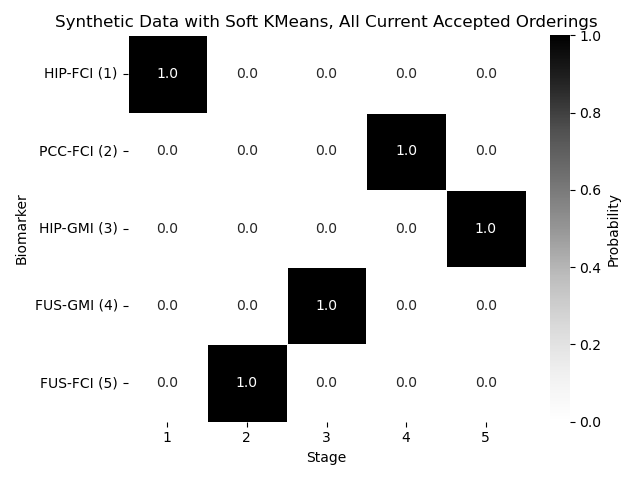 Synthetic Data with Soft KMeans, All Current Accepted Orderings
HIP-FCI (1) 1.0 0.0 0.0 0.0 0.0
PCC-FCI (2) 0.0 0.0 0.0 1.0 0.0
HIP-GMI (3) 0.0 0.0 0.0 0.0 1.0
FUS-GMI (4) 0.0 0.0 1.0 0.0 0.0
FUS-FCI (5) 0.0 1.0 0.0 0.0 0.0
1 2 3 4 5
Stage
Biomarker
1.0
0.8
0.6
0.4
0.2
0.0
Probability